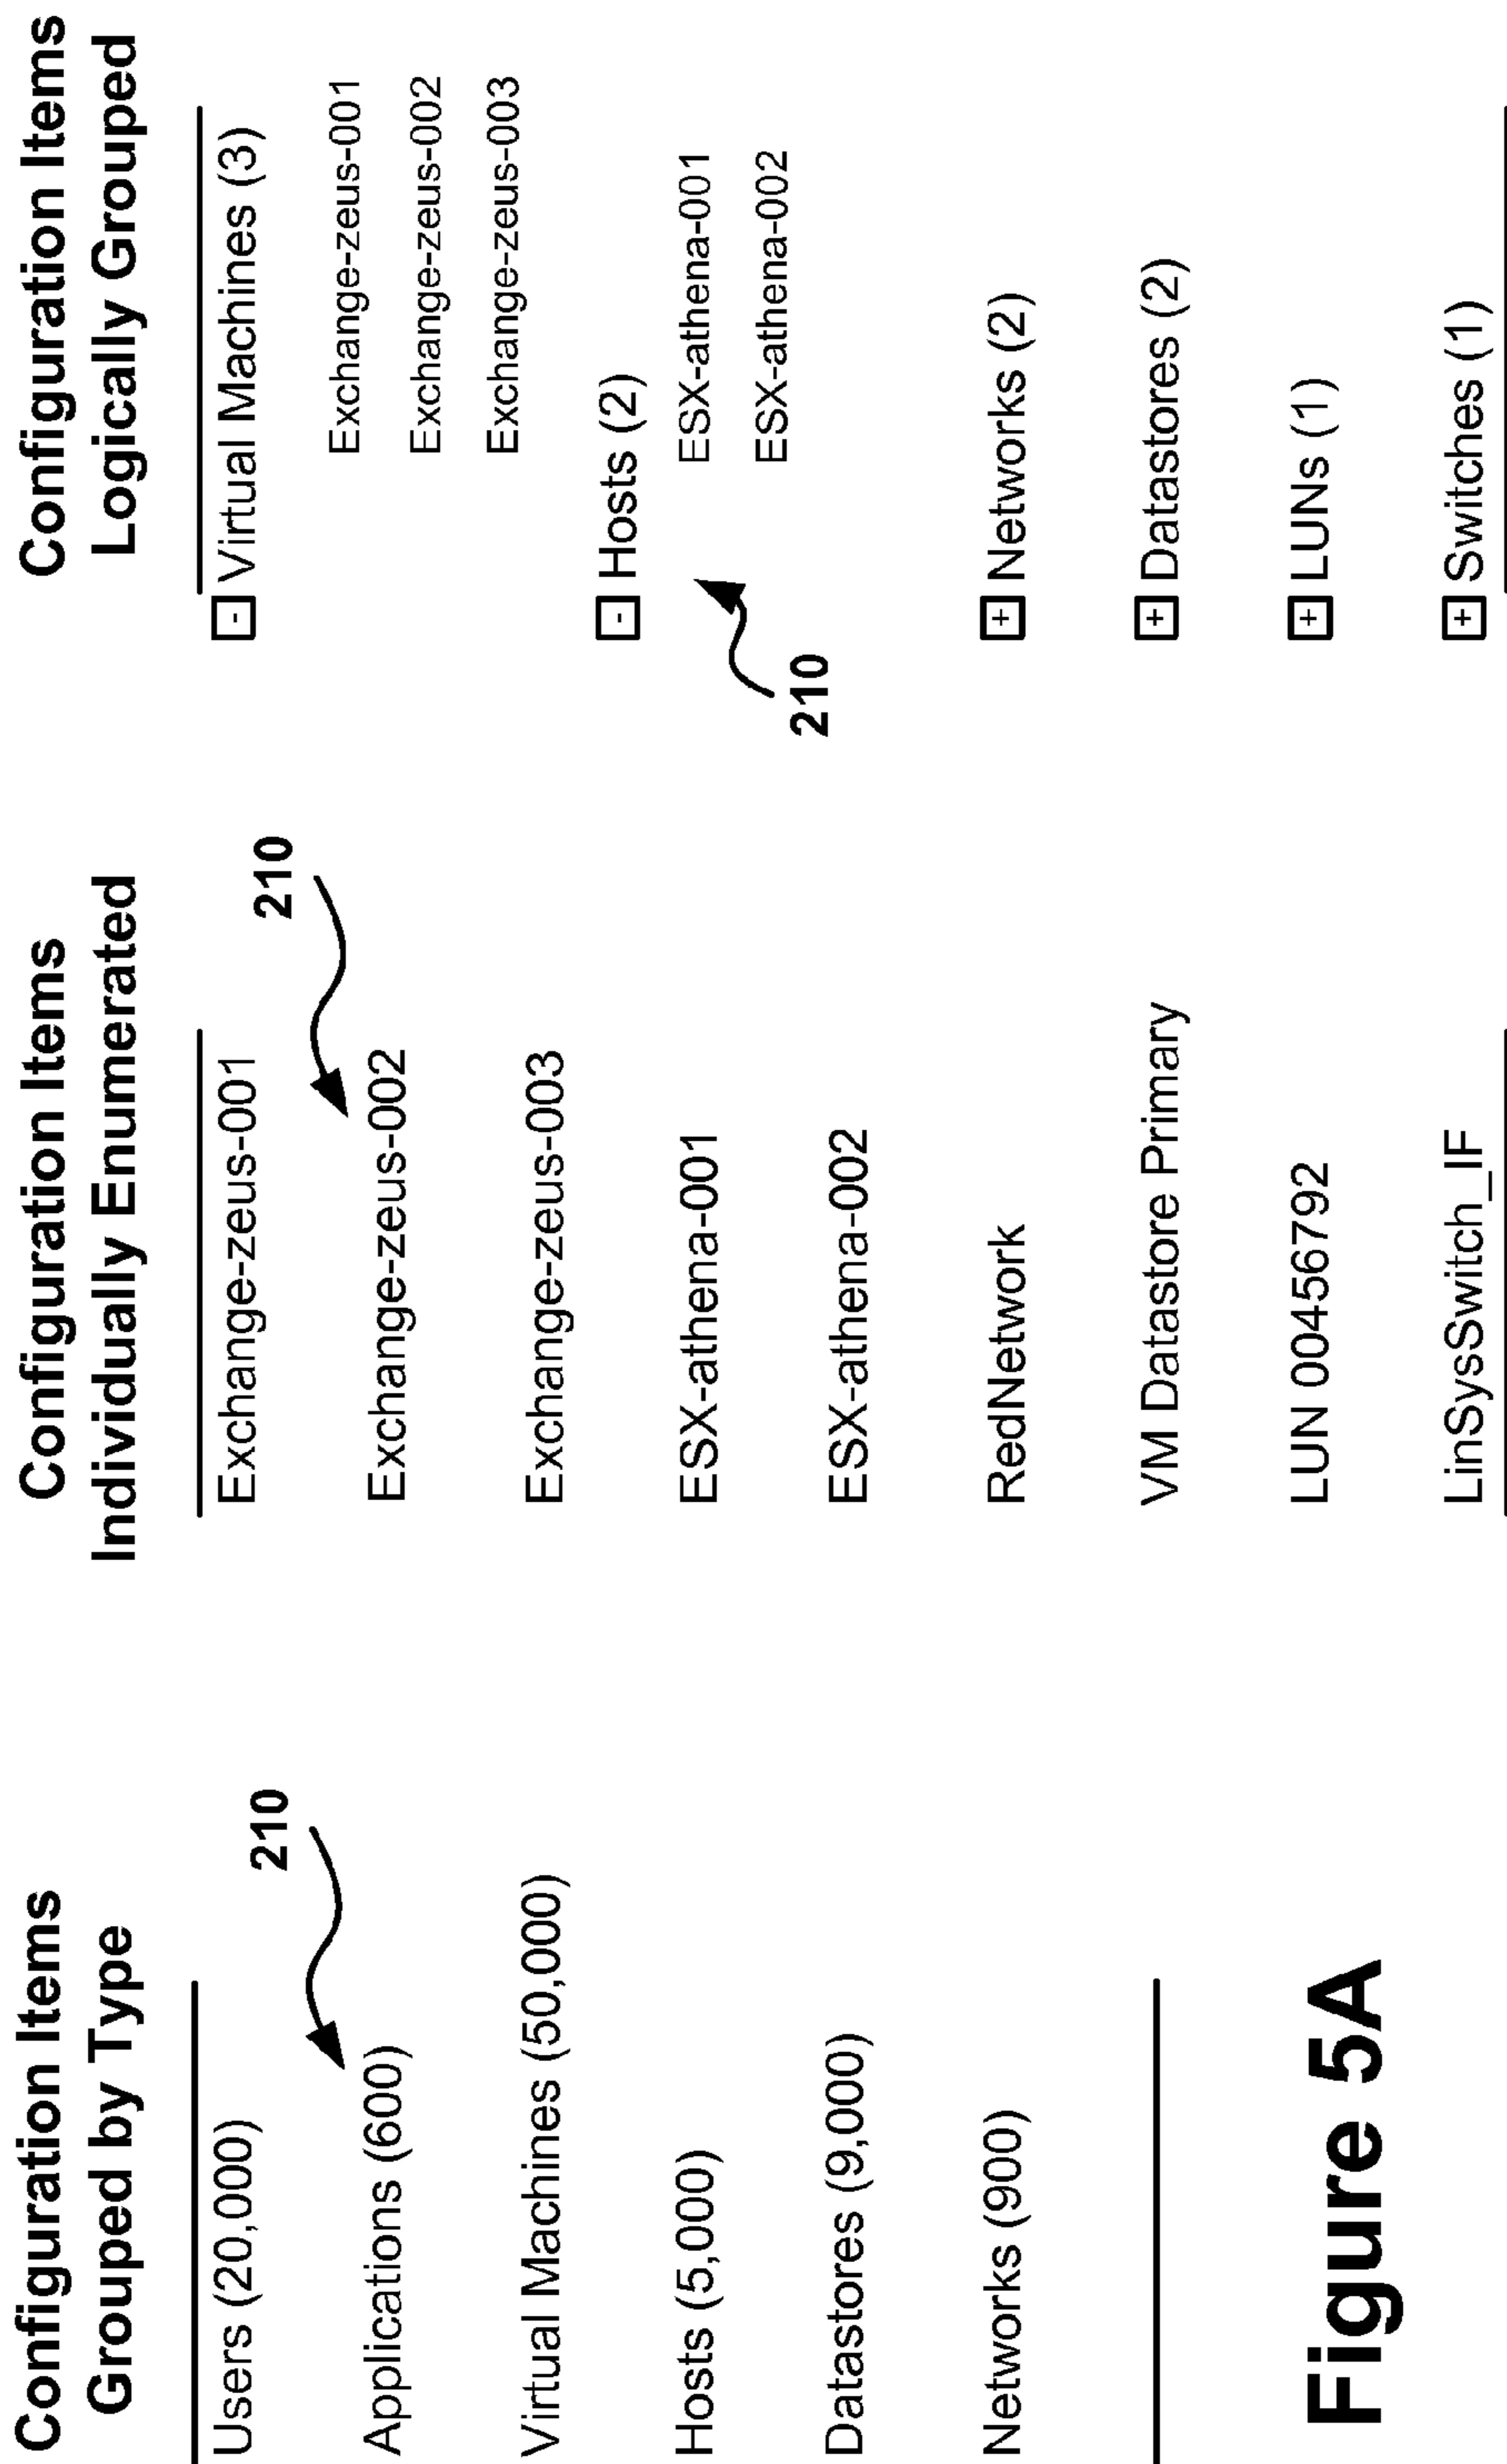 Configuration Items
Grouped by Type
210
Users (20,000)
Applications (600)
Virtual Machines (50,000)
Hosts (5,000)
Datastores (9,000)
Networks (900)
Configuration Items
Individually Enumerated
210
Exchange-zeus-001
Exchange-zeus-002
Exchange-zeus-003
ESX-athena-001
ESX-athena-002
RedNetwork
VM Datastore Primary
LUN 00456792
LinSysSwitch_IF
Configuration Items
Logically Grouped
- Virtual Machines (3)
Exchange-zeus-001
Exchange-zeus-002
Exchange-zeus-003
- Hosts (2)
ESX-athena-001
ESX-athena-002
210
+ Networks (2)
+ Datastores (2)
+ LUNs (1)
+ Switches (1)
Figure 5A